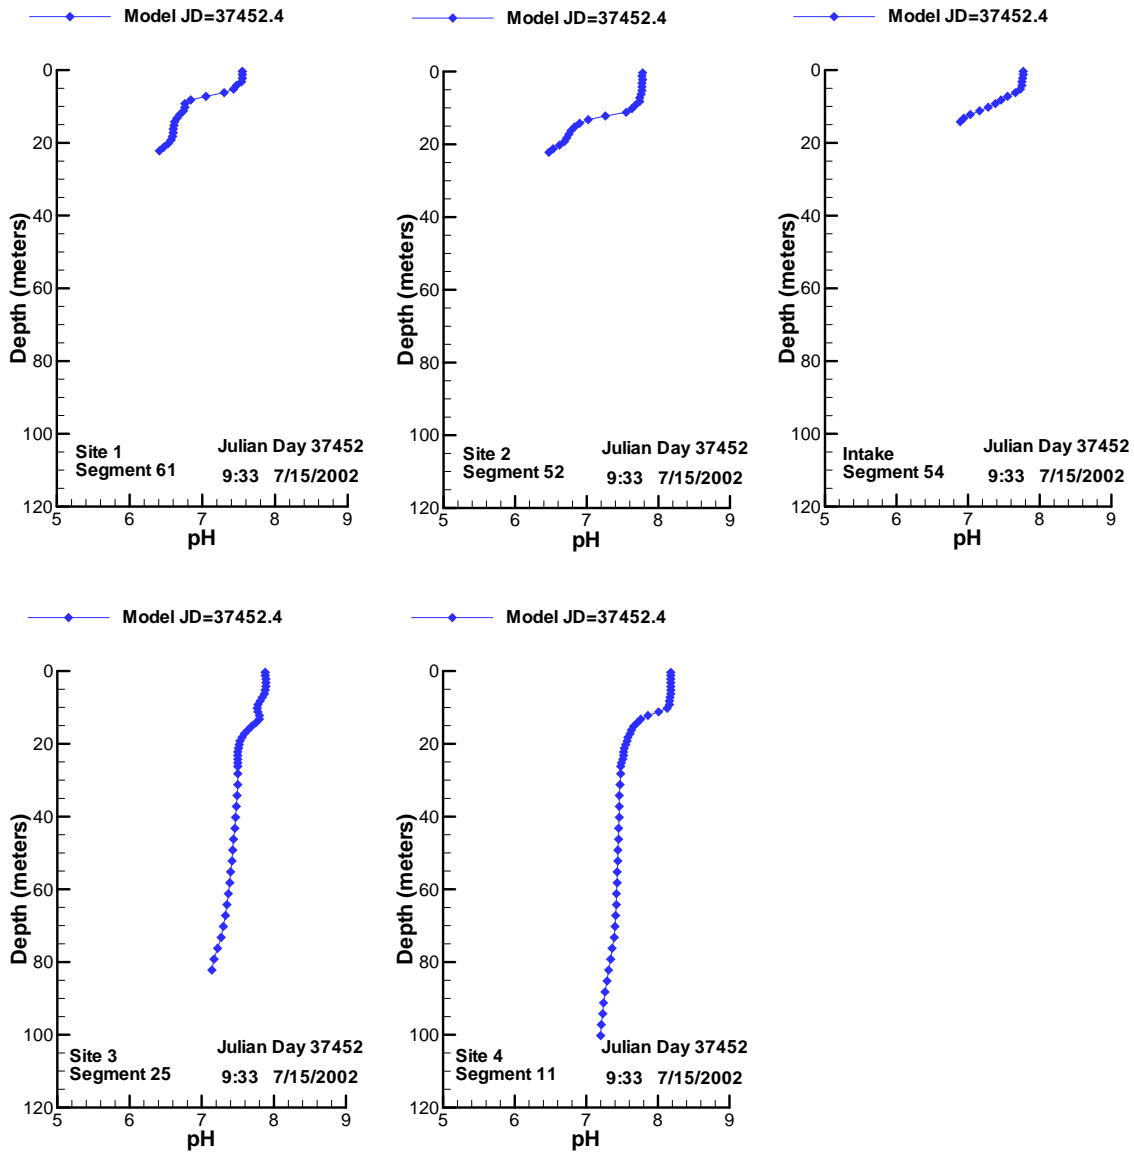 Model JD=37452.4
0
20
40
60
80
100
120
Depth (meters)
Site 1
Segment 61
Julian Day 37452
9:33 7/15/2002
5 6 7 8 9
pH
Model JD=37452.4
0
20
40
60
80
100
120
Depth (meters)
Site 2
Segment 52
Julian Day 37452
9:33 7/15/2002
5 6 7 8 9
pH
Model JD=37452.4
0
20
40
60
80
100
120
Depth (meters)
Intake
Segment 54
Julian Day 37452
9:33 7/15/2002
5 6 7 8 9
pH
Model JD=37452.4
0
20
40
60
80
100
120
Depth (meters)
Site 3
Segment 25
Julian Day 37452
9:33 7/15/2002
5 6 7 8 9
pH
Model JD=37452.4
0
20
40
60
80
100
120
Depth (meters)
Site 4
Segment 11
Julian Day 37452
9:33 7/15/2002
5 6 7 8 9
pH